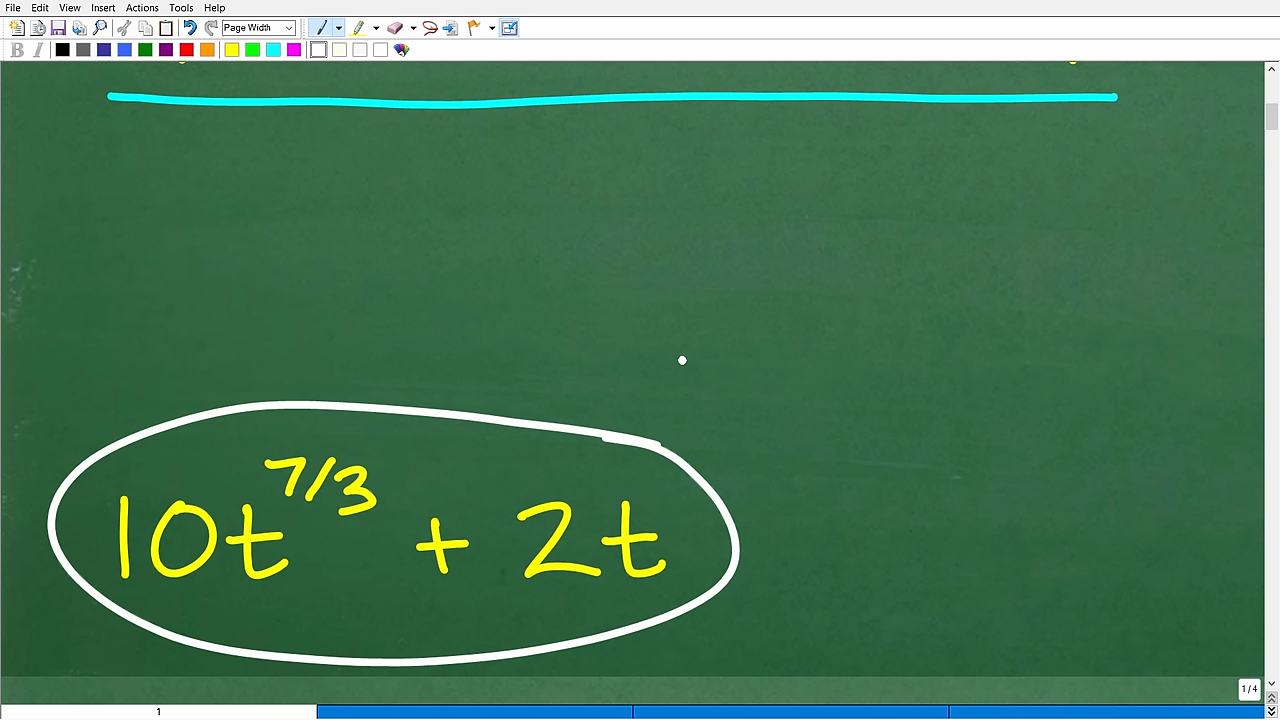 File Edit View Insert Actions Tools Help
Page Width
B I
10t^7/3 + 2t
1/4
1